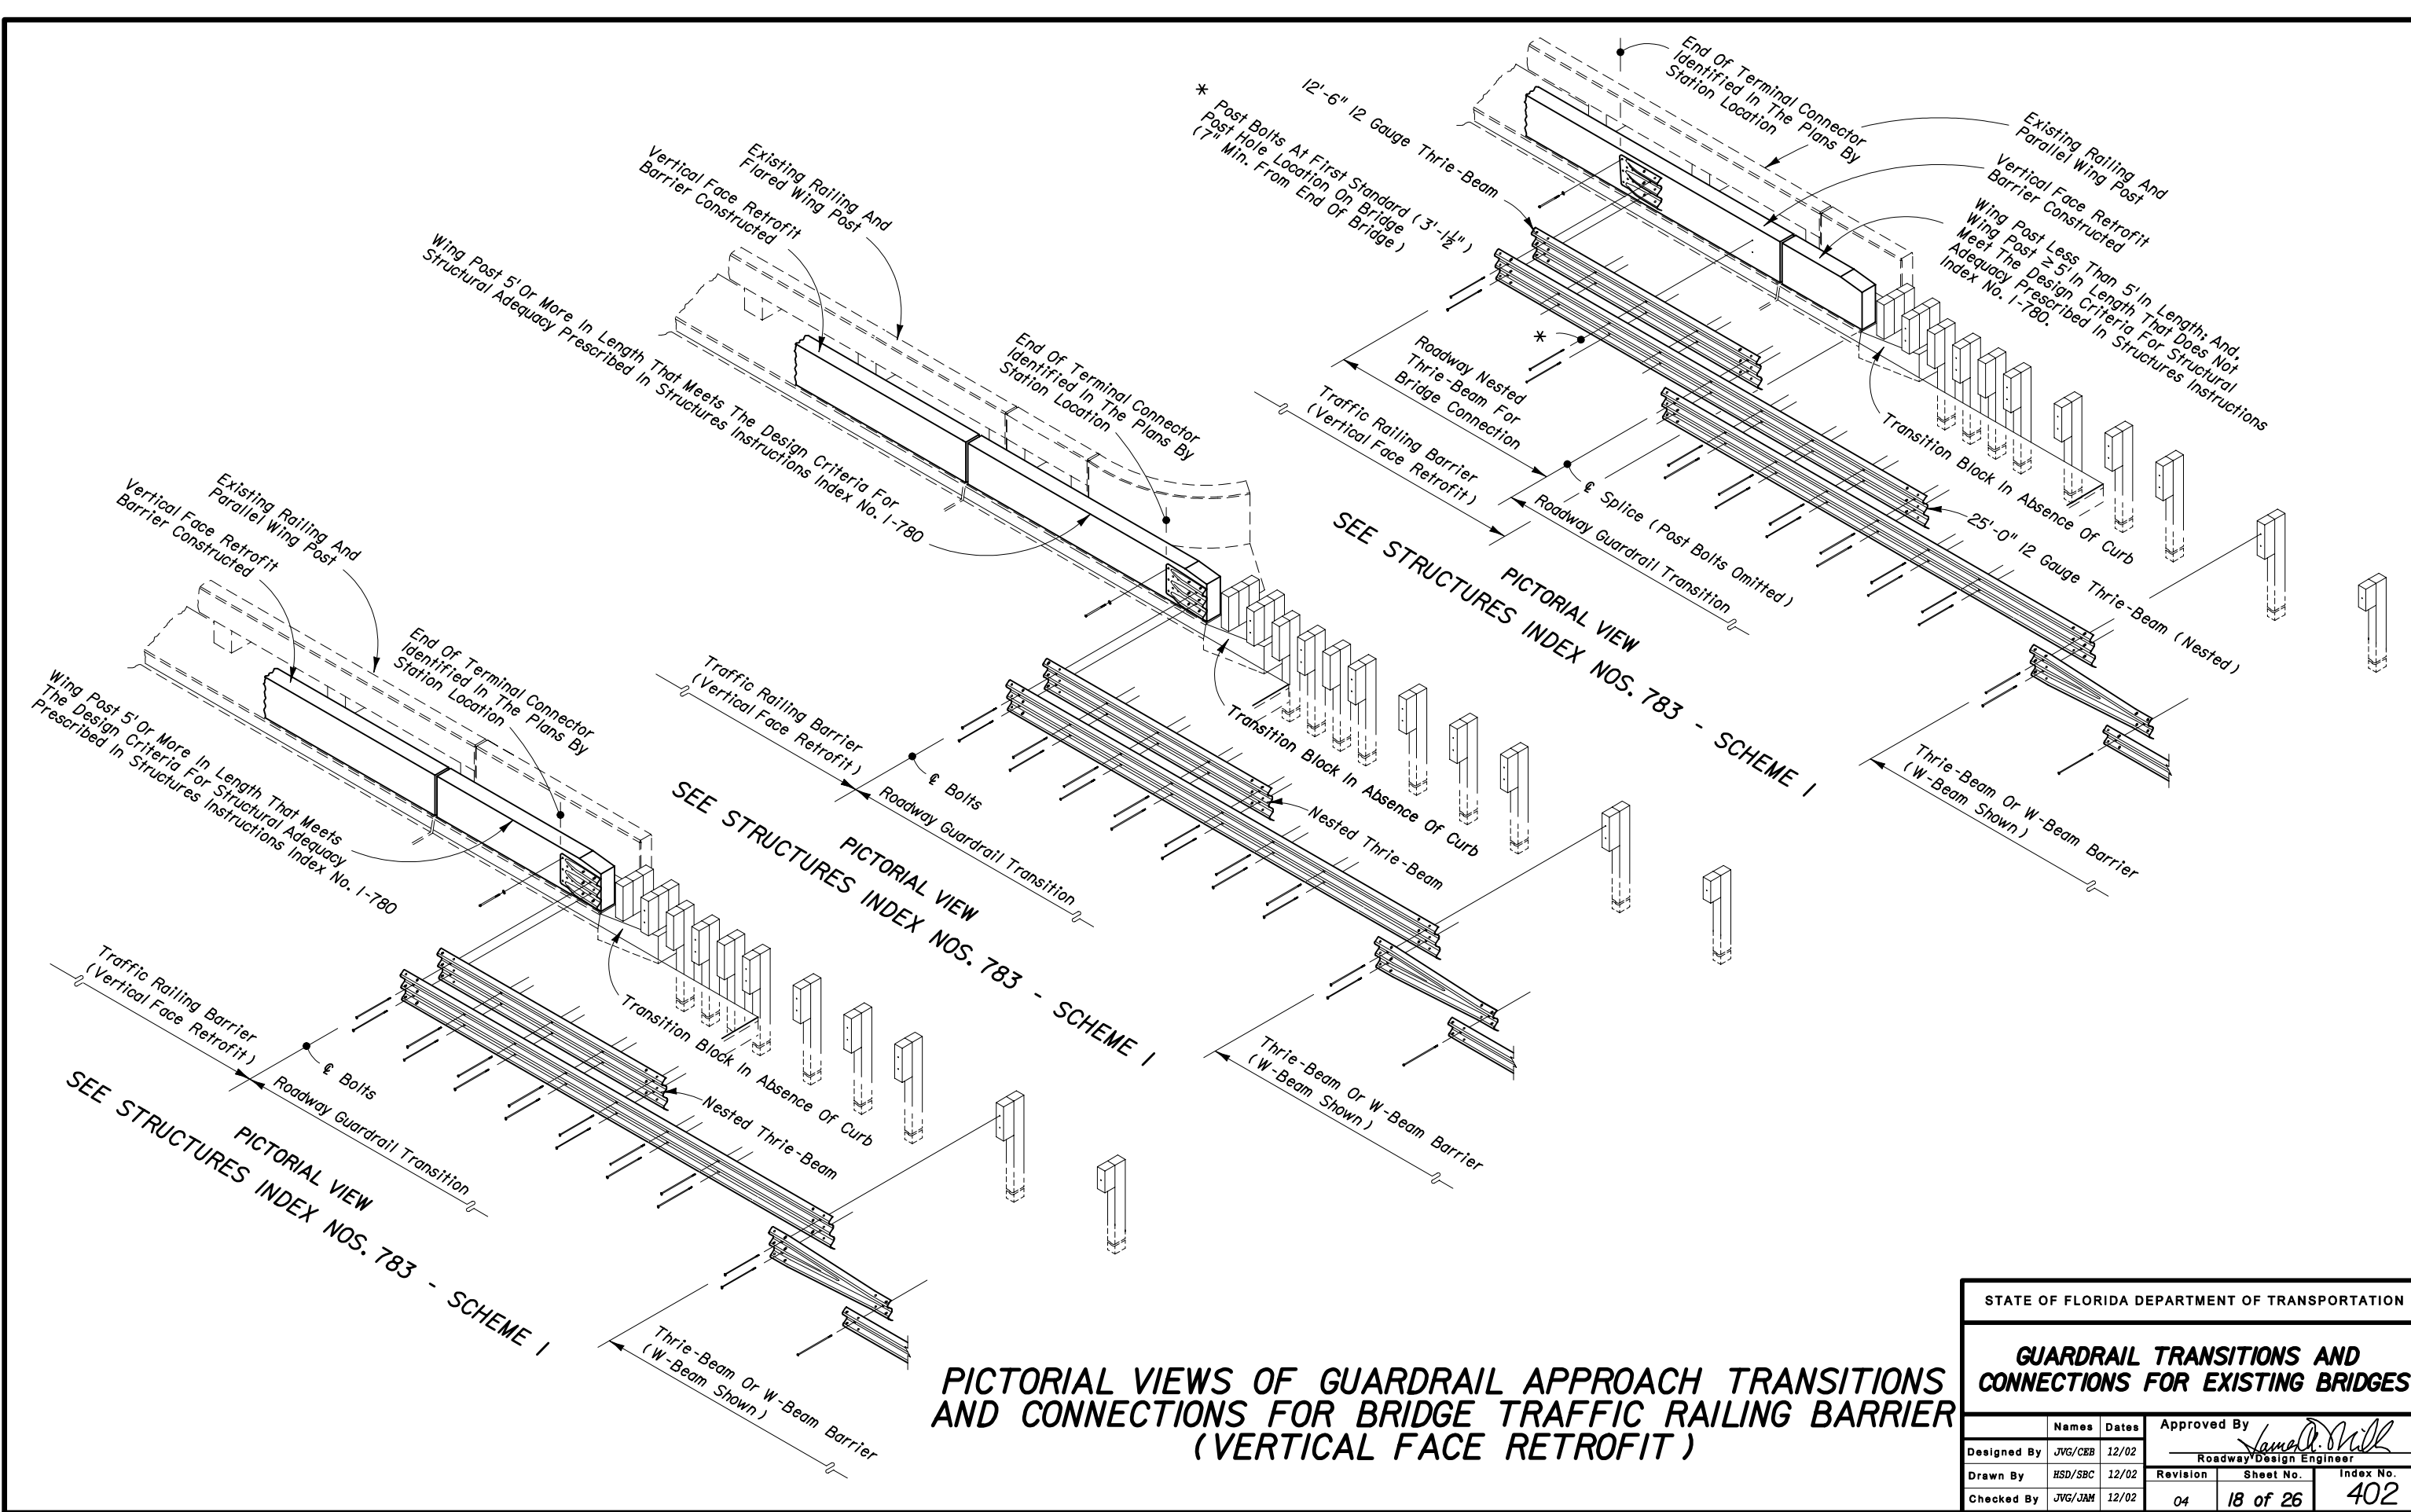 Vertical Face Retrofit
Barrier Constructed
Existing Railing And
Parallel Wing Post
End Of Terminal Connector
Identified In The Plans By
Station Location
Wing Post 5' Or More In Length That Meets
The Design Criteria For Structural Adequacy
Prescribed In Structures Instructions Index No. I-780
Traffic Railing Barrier
(Vertical Face Retrofit)
℄ Bolts
Roadway Guardrail Transition
Transition Block In Absence Of Curb
Nested Thrie-Beam
PICTORIAL VIEW
SEE STRUCTURES INDEX NOS. 783 - SCHEME I
Thrie-Beam Or W-Beam Barrier
(W-Beam Shown)
Vertical Face Retrofit
Barrier Constructed
Existing Railing And
Flared Wing Post
Wing Post 5' Or More In Length That Meets The Design Criteria For
Structural Adequacy Prescribed In Structures Instructions Index No. I-780
End Of Terminal Connector
Identified In The Plans By
Station Location
Traffic Railing Barrier
(Vertical Face Retrofit)
℄ Bolts
Roadway Guardrail Transition
Transition Block In Absence Of Curb
Nested Thrie-Beam
PICTORIAL VIEW
SEE STRUCTURES INDEX NOS. 783 - SCHEME I
Thrie-Beam Or W-Beam Barrier
(W-Beam Shown)
* Post Bolts At First Standard (3'-1½")
Post Hole Location On Bridge
(7" Min. From End Of Bridge)
12'-6" 12 Gauge Thrie-Beam
End Of Terminal Connector
Identified In The Plans By
Station Location
Existing Railing And
Parallel Wing Post
Vertical Face Retrofit
Barrier Constructed
Wing Post Less Than 5' In Length; And,
Wing Post ≥ 5' In Length That Does Not
Meet The Design Criteria For Structural
Adequacy Prescribed In Structures Instructions
Index No. I-780.
*
Roadway Nested
Thrie-Beam For
Bridge Connection
Traffic Railing Barrier
(Vertical Face Retrofit)
℄ Splice (Post Bolts Omitted)
Roadway Guardrail Transition
Transition Block In Absence Of Curb
25'-0" 12 Gauge Thrie-Beam (Nested)
PICTORIAL VIEW
SEE STRUCTURES INDEX NOS. 783 - SCHEME I
Thrie-Beam Or W-Beam Barrier
(W-Beam Shown)
PICTORIAL VIEWS OF GUARDRAIL APPROACH TRANSITIONS
AND CONNECTIONS FOR BRIDGE TRAFFIC RAILING BARRIER
(VERTICAL FACE RETROFIT)
STATE OF FLORIDA DEPARTMENT OF TRANSPORTATION
GUARDRAIL TRANSITIONS AND
CONNECTIONS FOR EXISTING BRIDGES
Names Dates
Designed By JVG/CEB 12/02
Drawn By HSD/SBC 12/02
Checked By JVG/JAM 12/02
Approved By
James A. Mills
Roadway Design Engineer
Revision Sheet No. Index No.
04 18 of 26 402